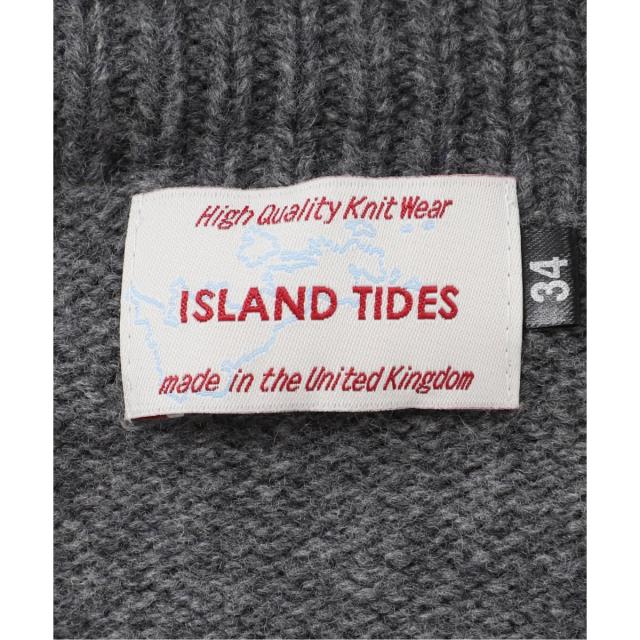 High Quality Knit Wear
ISLAND TIDES
made in the United Kingdom
34